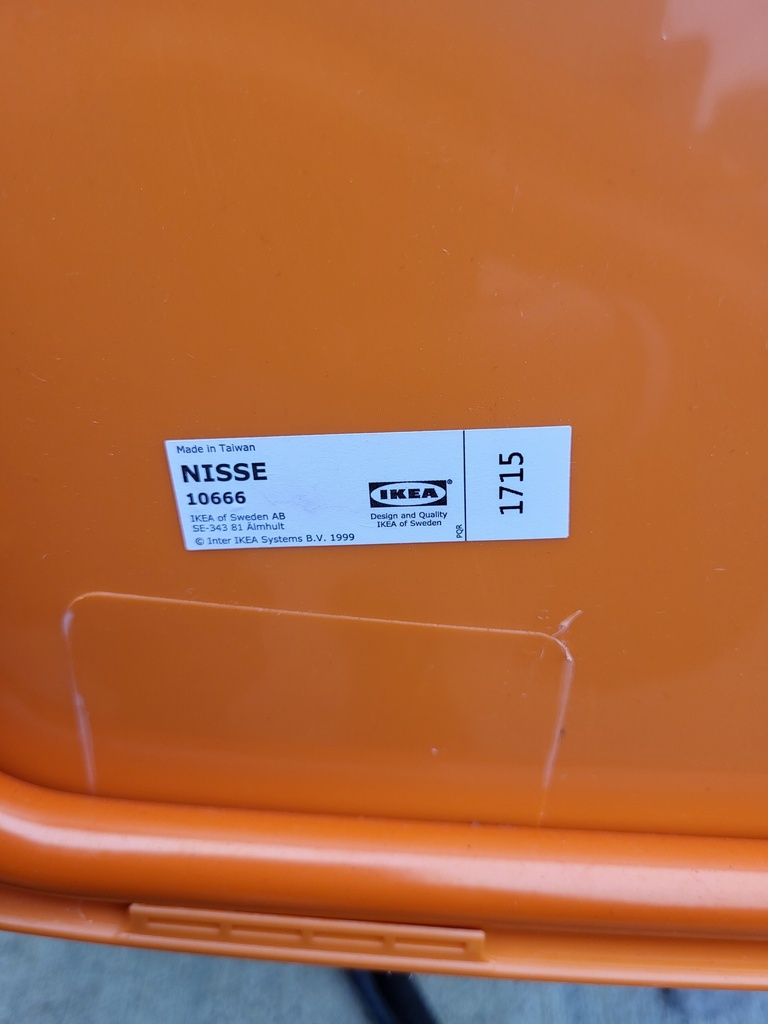 Made in Taiwan
NISSE
10666
IKEA of Sweden AB
SE-343 81 Älmhult
© Inter IKEA Systems B.V. 1999
IKEA®
Design and Quality
IKEA of Sweden
PQR
1715